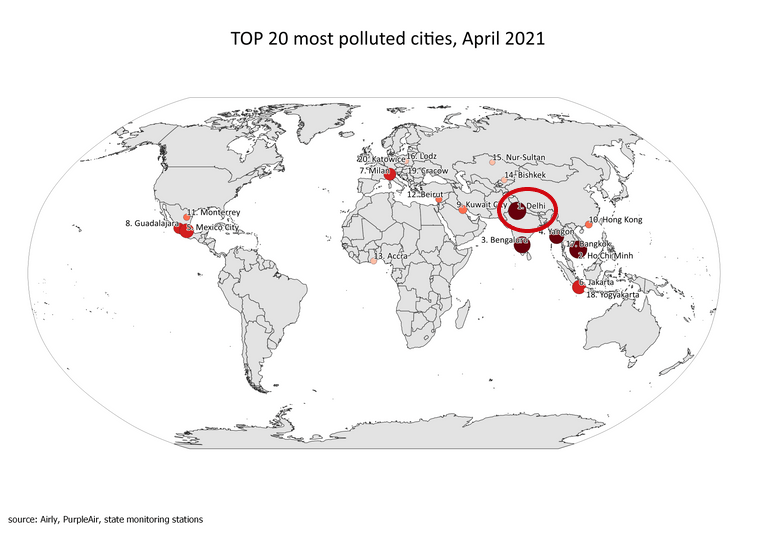 TOP 20 most polluted cities, April 2021
20. Katowice
16. Lodz
15. Nur-Sultan
7. Milan
19. Cracow
14. Bishkek
12. Beirut
9. Kuwait City
1. Delhi
11. Monterrey
8. Guadalajara
5. Mexico City
10. Hong Kong
4. Yangon
3. Bengaluru
17. Bangkok
2. Ho Chi Minh
13. Accra
6. Jakarta
18. Yogyakarta
source: Airly, PurpleAir, state monitoring stations